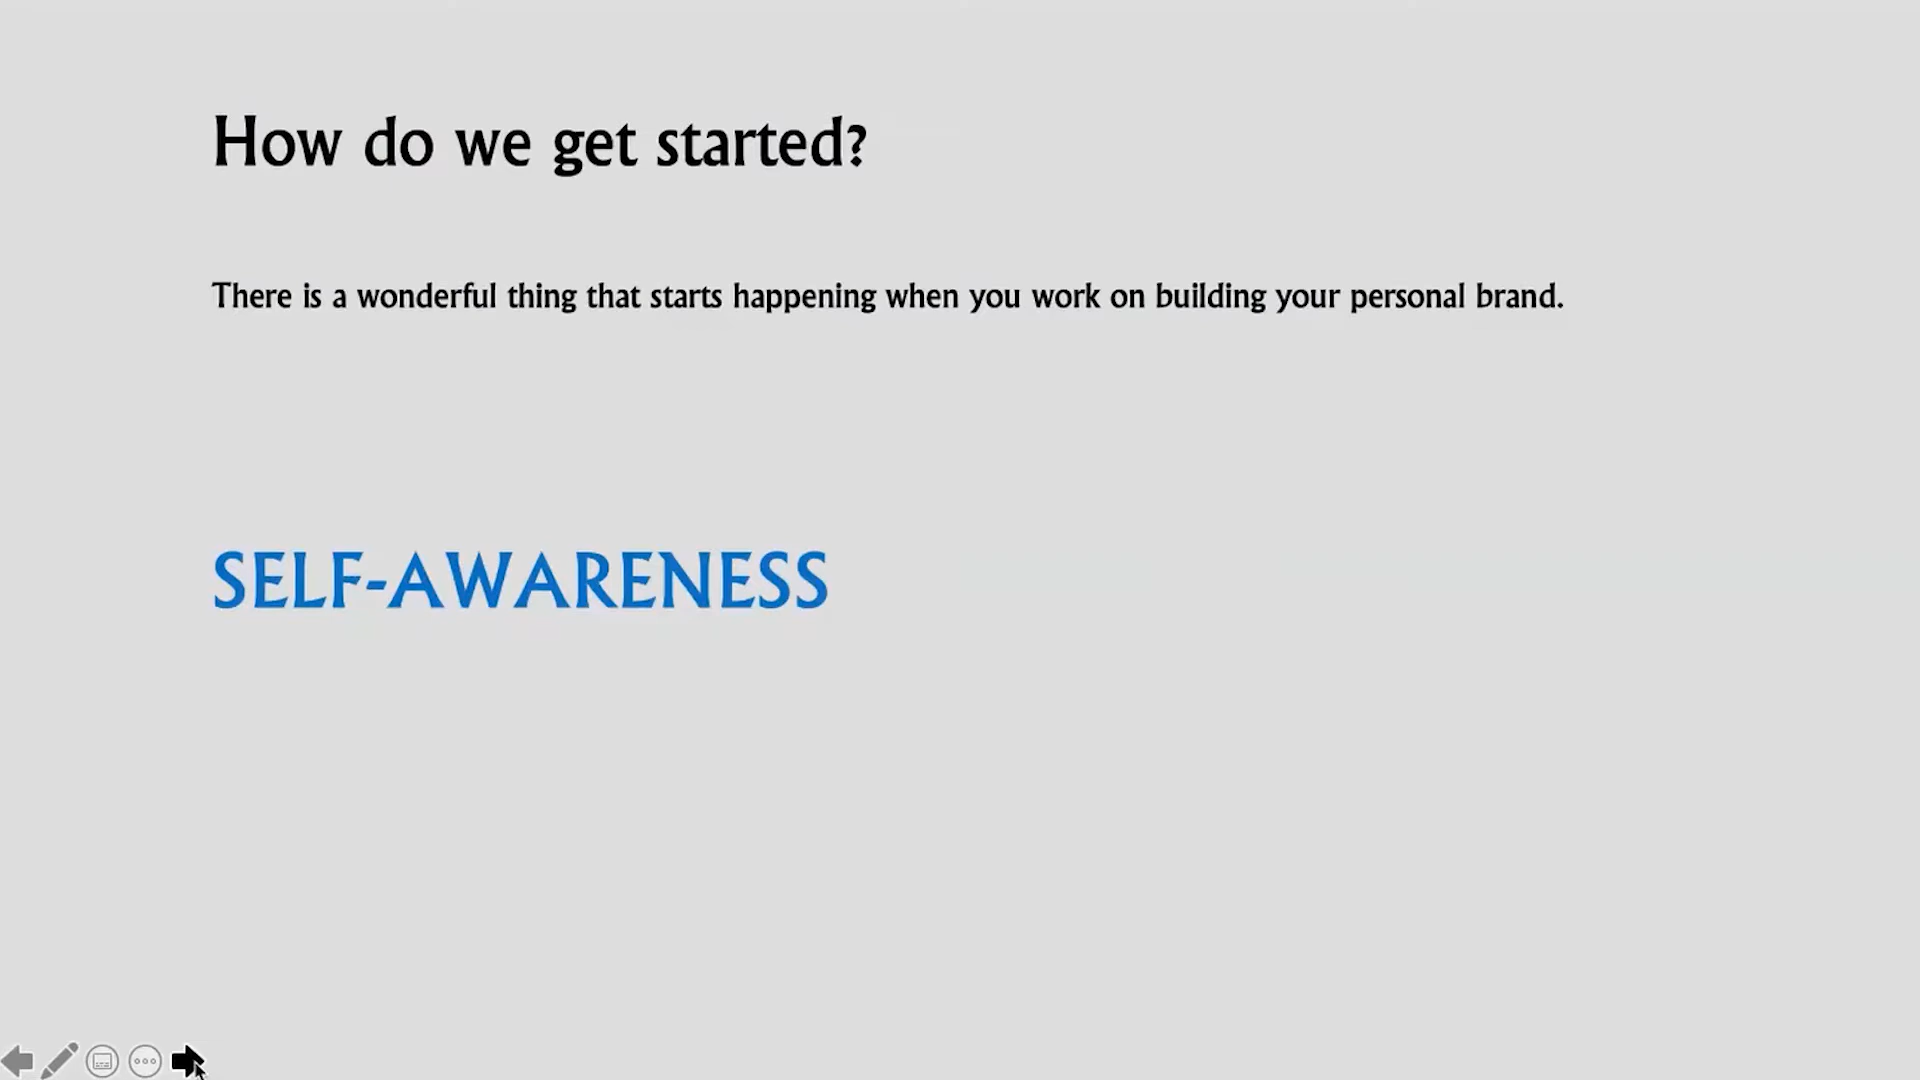 How do we get started?
There is a wonderful thing that starts happening when you work on building your personal brand.
SELF-AWARENESS